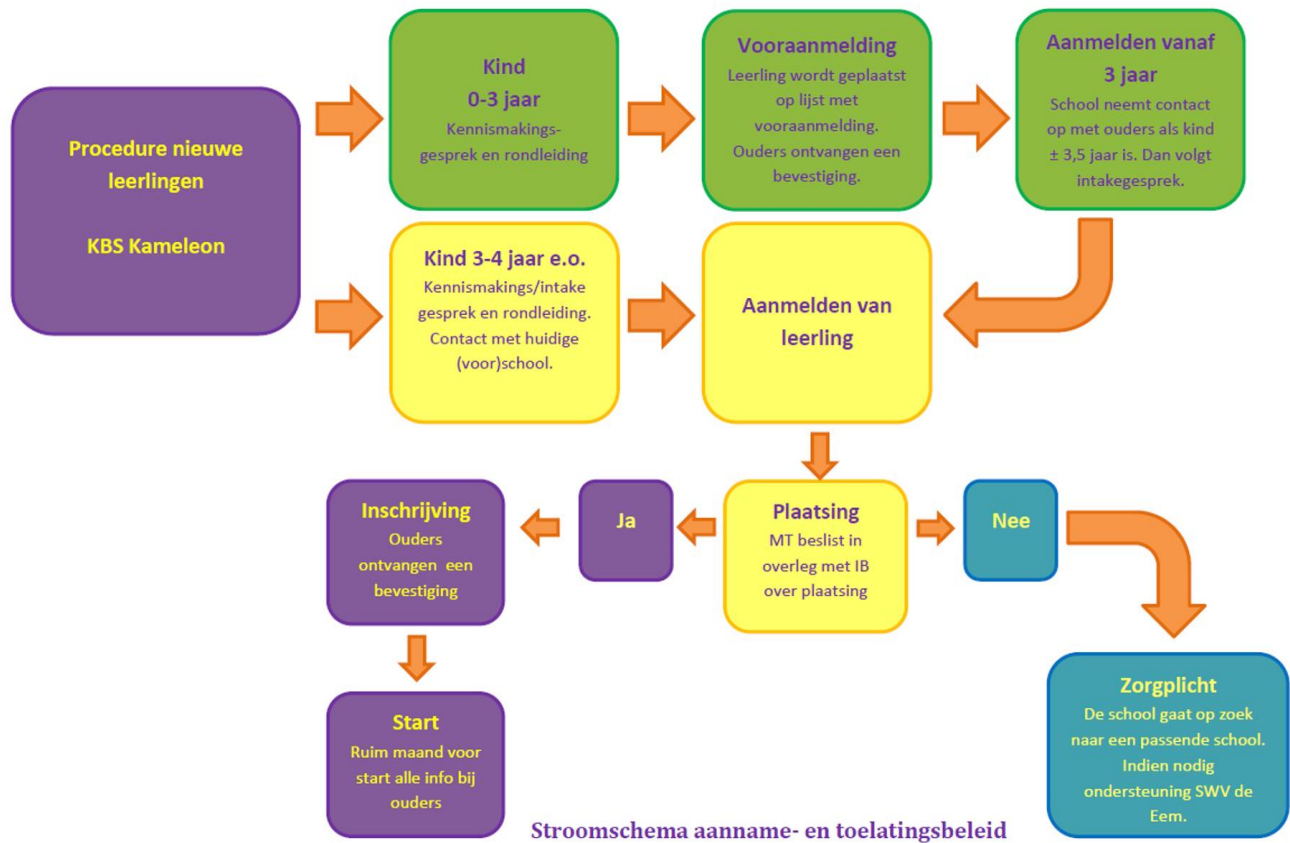 Procedure nieuwe
leerlingen
KBS Kameleon
Kind
0-3 jaar
Kennismakings-
gesprek en rondleiding
Vooraanmelding
Leerling wordt geplaatst
op lijst met
vooraanmelding.
Ouders ontvangen een
bevestiging.
Aanmelden vanaf
3 jaar
School neemt contact
op met ouders als kind
± 3,5 jaar is. Dan volgt
intakegesprek.
Kind 3-4 jaar e.o.
Kennismakings/intake
gesprek en rondleiding.
Contact met huidige
(voor)school.
Aanmelden van
leerling
Inschrijving
Ouders
ontvangen een
bevestiging
Ja
Plaatsing
MT beslist in
overleg met IB
over plaatsing
Nee
Start
Ruim maand voor
start alle info bij
ouders
Zorgplicht
De school gaat op zoek
naar een passende school.
Indien nodig
ondersteuning SWV de
Eem.
Stroomschema aanname- en toelatingsbeleid